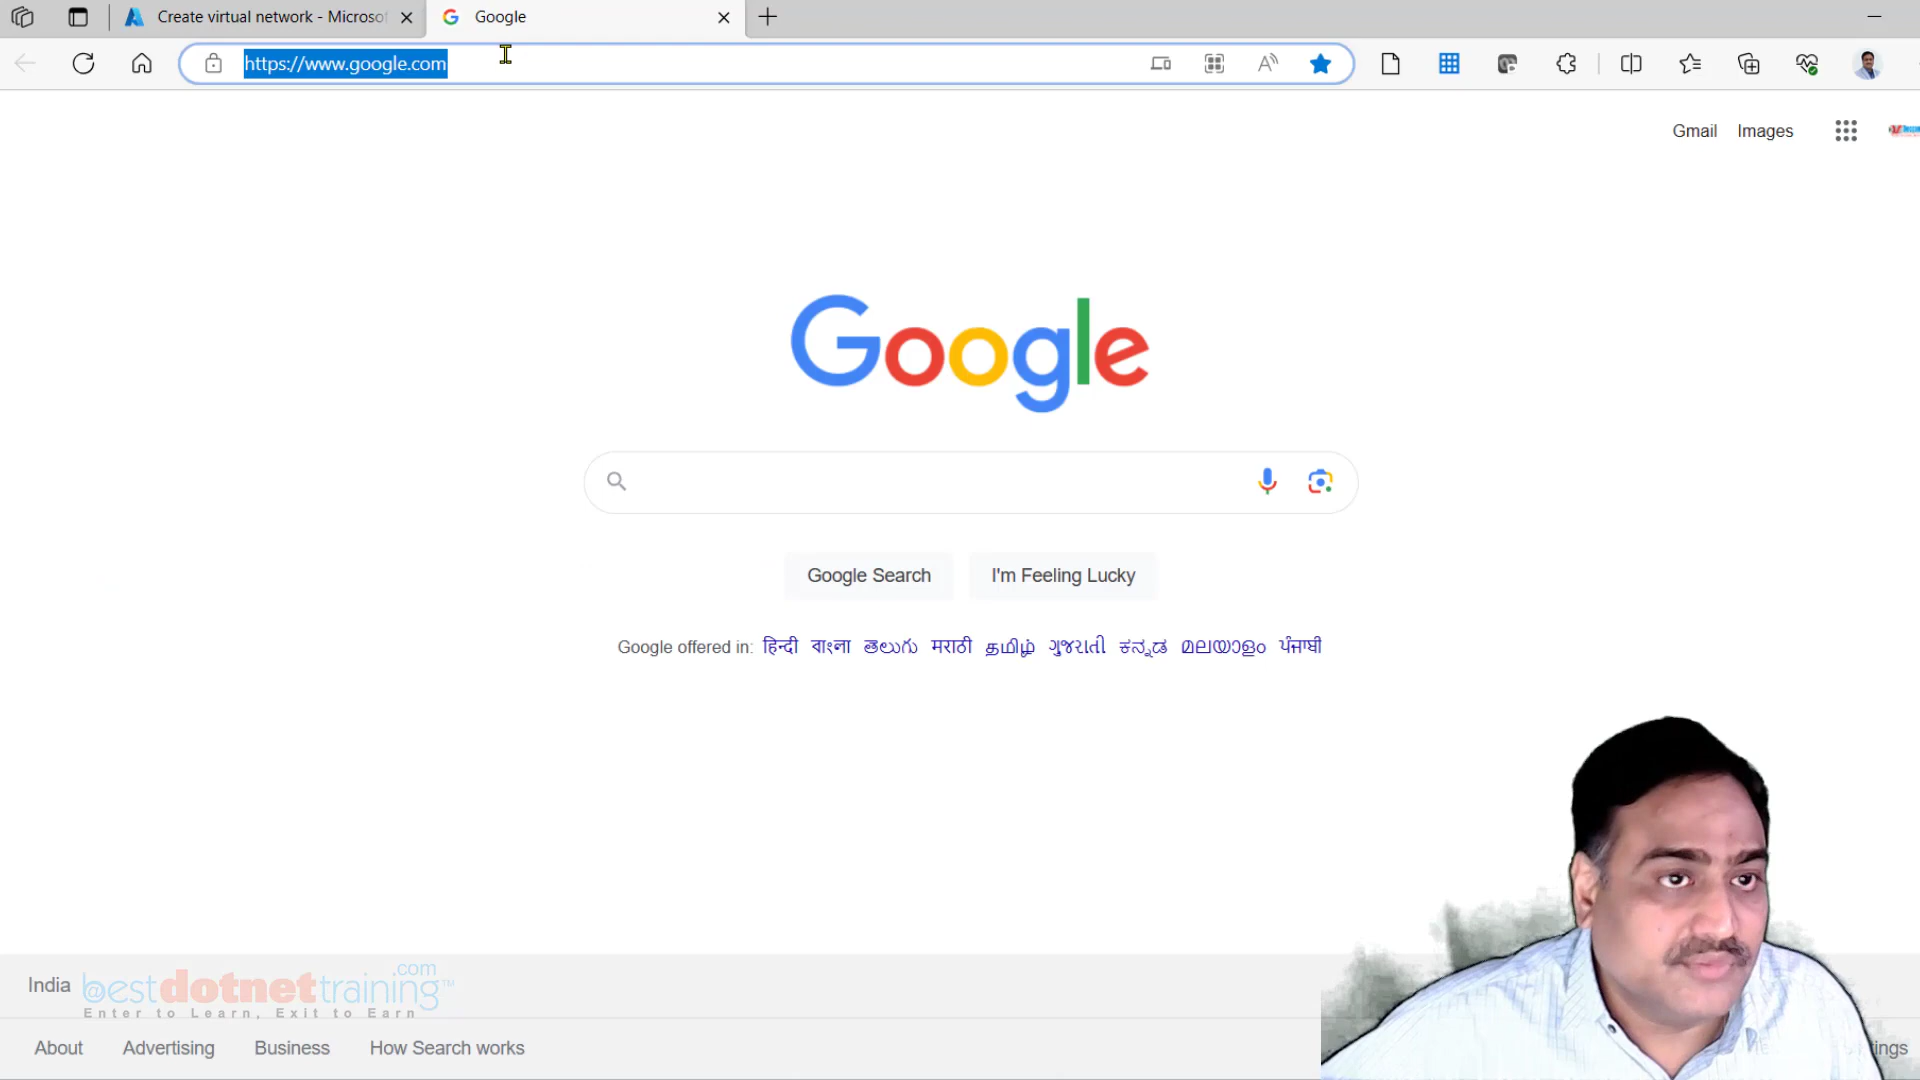 Create virtual network - Microsof
Google
https://www.google.com
Gmail Images
Google
Google Search
I'm Feeling Lucky
Google offered in: हिन्दी বাংলা తెలుగు मराठी தமிழ் ગુજરાતી ಕನ್ನಡ മലയാളം ਪੰਜਾਬੀ
India
bestdotnettraining.com™
Enter to Learn, Exit to Earn
About Advertising Business How Search works